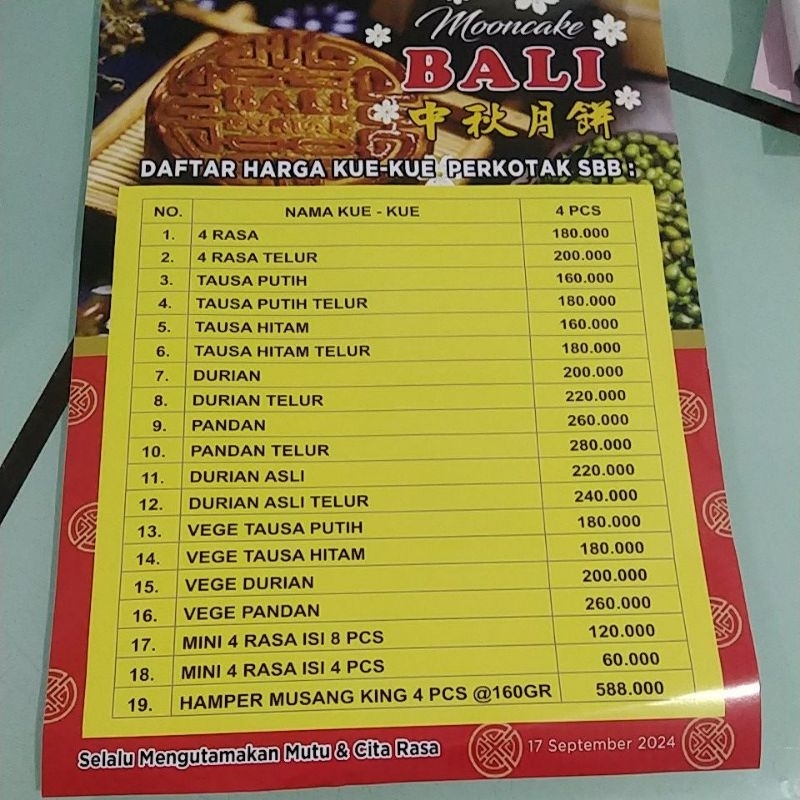 Mooncake
BALI
中秋月餅
DAFTAR HARGA KUE-KUE PERKOTAK SBB :
NO. NAMA KUE - KUE 4 PCS
1. 4 RASA 180.000
2. 4 RASA TELUR 200.000
3. TAUSA PUTIH 160.000
4. TAUSA PUTIH TELUR 180.000
5. TAUSA HITAM 160.000
6. TAUSA HITAM TELUR 180.000
7. DURIAN 200.000
8. DURIAN TELUR 220.000
9. PANDAN 260.000
10. PANDAN TELUR 280.000
11. DURIAN ASLI 220.000
12. DURIAN ASLI TELUR 240.000
13. VEGE TAUSA PUTIH 180.000
14. VEGE TAUSA HITAM 180.000
15. VEGE DURIAN 200.000
16. VEGE PANDAN 260.000
17. MINI 4 RASA ISI 8 PCS 120.000
18. MINI 4 RASA ISI 4 PCS 60.000
19. HAMPER MUSANG KING 4 PCS @160GR 588.000
Selalu Mengutamakan Mutu & Cita Rasa
17 September 2024